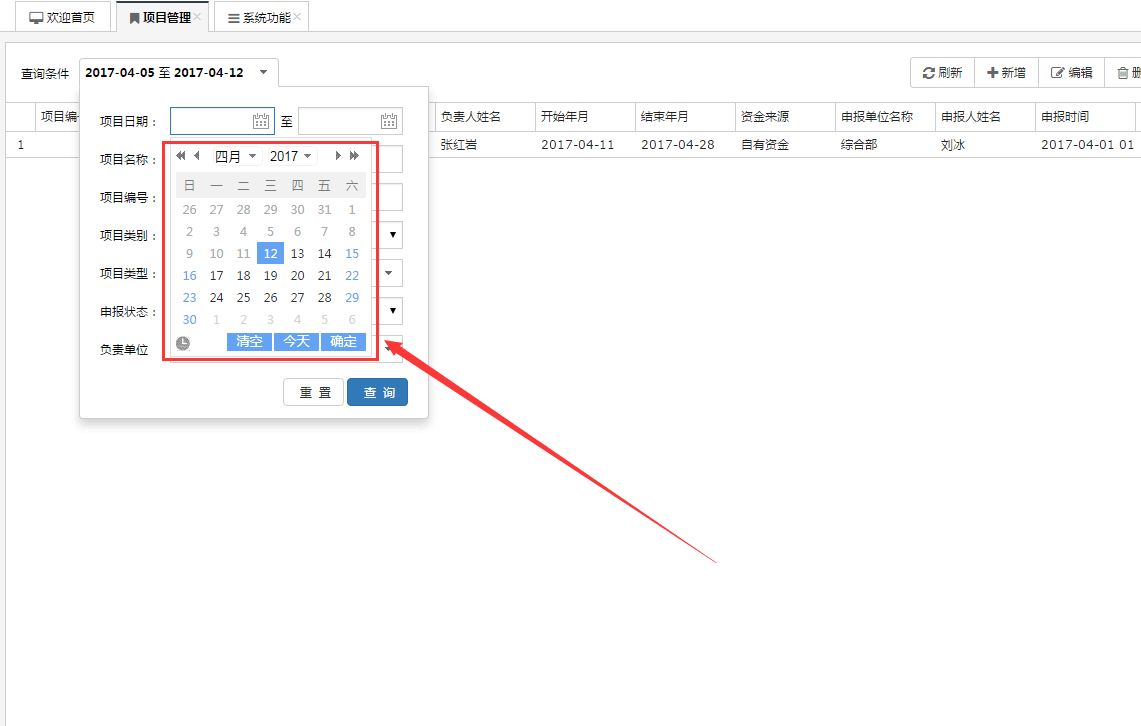 欢迎首页 项目管理 系统功能
查询条件 2017-04-05 至 2017-04-12 刷新 新增 编辑
项目编 负责人姓名 开始年月 结束年月 资金来源 申报单位名称 申报人姓名 申报时间
1 张红岩 2017-04-11 2017-04-28 自有资金 综合部 刘冰 2017-04-01 01
项目日期： 至
项目名称：
项目编号：
项目类别：
项目类型：
申报状态：
负责单位
四月 2017
日 一 二 三 四 五 六
26 27 28 29 30 31 1
2 3 4 5 6 7 8
9 10 11 12 13 14 15
16 17 18 19 20 21 22
23 24 25 26 27 28 29
30 1 2 3 4 5 6
清空 今天 确定
重 置 查 询